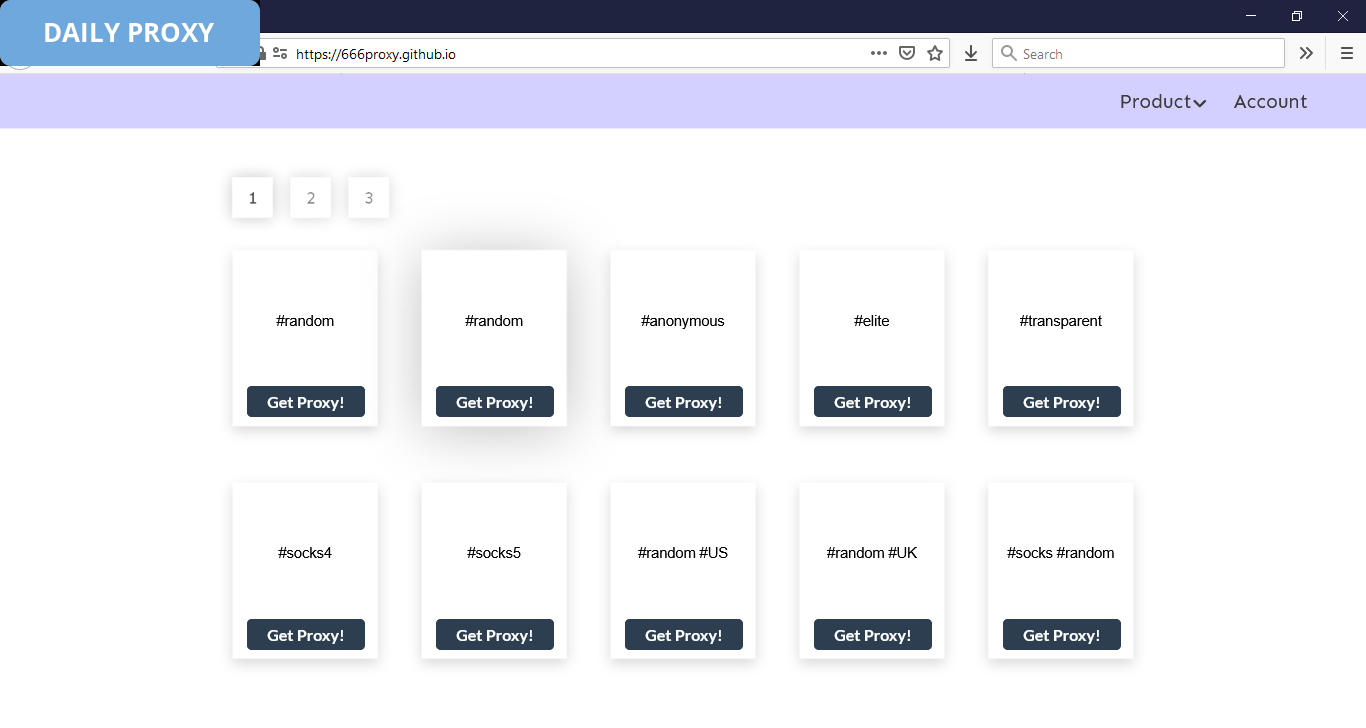 DAILY PROXY
https://666proxy.github.io
Search
Product Account
1 2 3
#random #random #anonymous #elite #transparent
Get Proxy! Get Proxy! Get Proxy! Get Proxy! Get Proxy!
#socks4 #socks5 #random #US #random #UK #socks #random
Get Proxy! Get Proxy! Get Proxy! Get Proxy! Get Proxy!